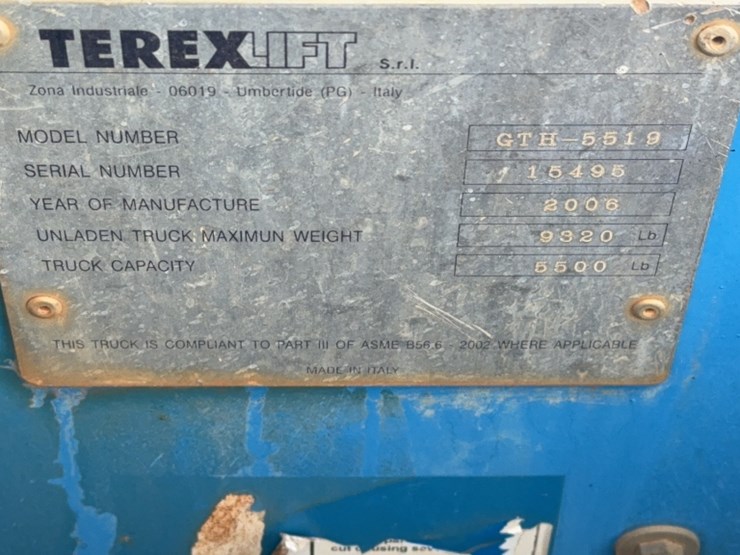 TEREXLIFT S.r.l.
Zona Industriale - 06019 - Umbertide (PG) - Italy
MODEL NUMBER GTH-5519
SERIAL NUMBER 15495
YEAR OF MANUFACTURE 2006
UNLADEN TRUCK MAXIMUN WEIGHT 9320 Lb
TRUCK CAPACITY 5500 Lb
THIS TRUCK IS COMPLIANT TO PART III OF ASME B56.6 - 2002 WHERE APPLICABLE
MADE IN ITALY
cut